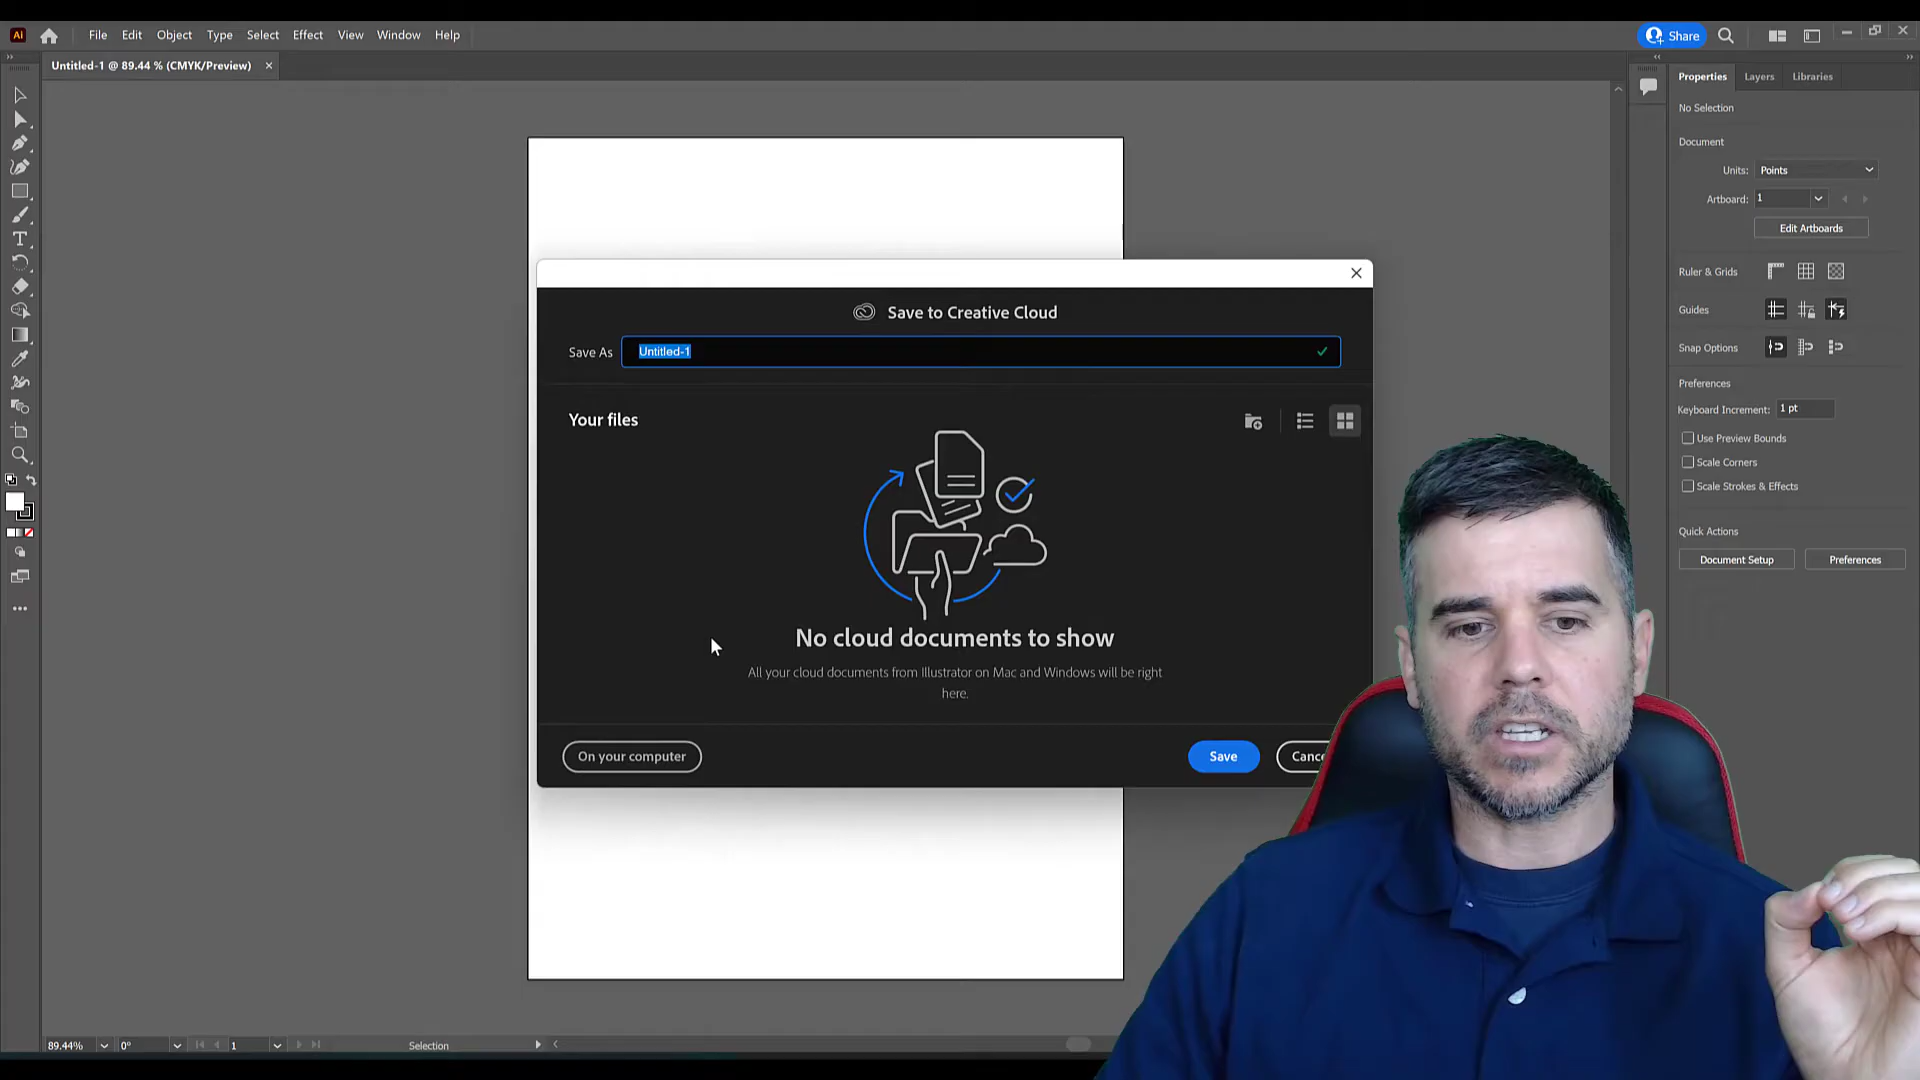 Ai
File Edit Object Type Select Effect View Window Help
Share
Untitled-1 @ 89.44 % (CMYK/Preview)
Properties Layers Libraries
No Selection
Document
Units: Points
Artboard: 1
Edit Artboards
Ruler & Grids
Guides
Snap Options
Preferences
Keyboard Increment: 1 pt
Use Preview Bounds
Scale Corners
Scale Strokes & Effects
Quick Actions
Document Setup Preferences
Save to Creative Cloud
Save As Untitled-1
Your files
No cloud documents to show
All your cloud documents from Illustrator on Mac and Windows will be right
here.
On your computer Save Cance
89.44% 0° 1 Selection